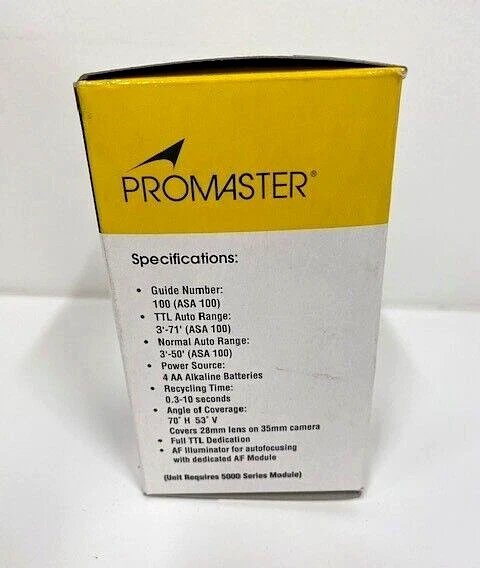 PROMASTER®
Specifications:
• Guide Number:
100 (ASA 100)
• TTL Auto Range:
3'-71' (ASA 100)
• Normal Auto Range:
3'-50' (ASA 100)
• Power Source:
4 AA Alkaline Batteries
• Recycling Time:
0.3-10 seconds
• Angle of Coverage:
70° H 53° V
Covers 28mm lens on 35mm camera
• Full TTL Dedication
• AF Illuminator for autofocusing
with dedicated AF Module
(Unit Requires 5000 Series Module)